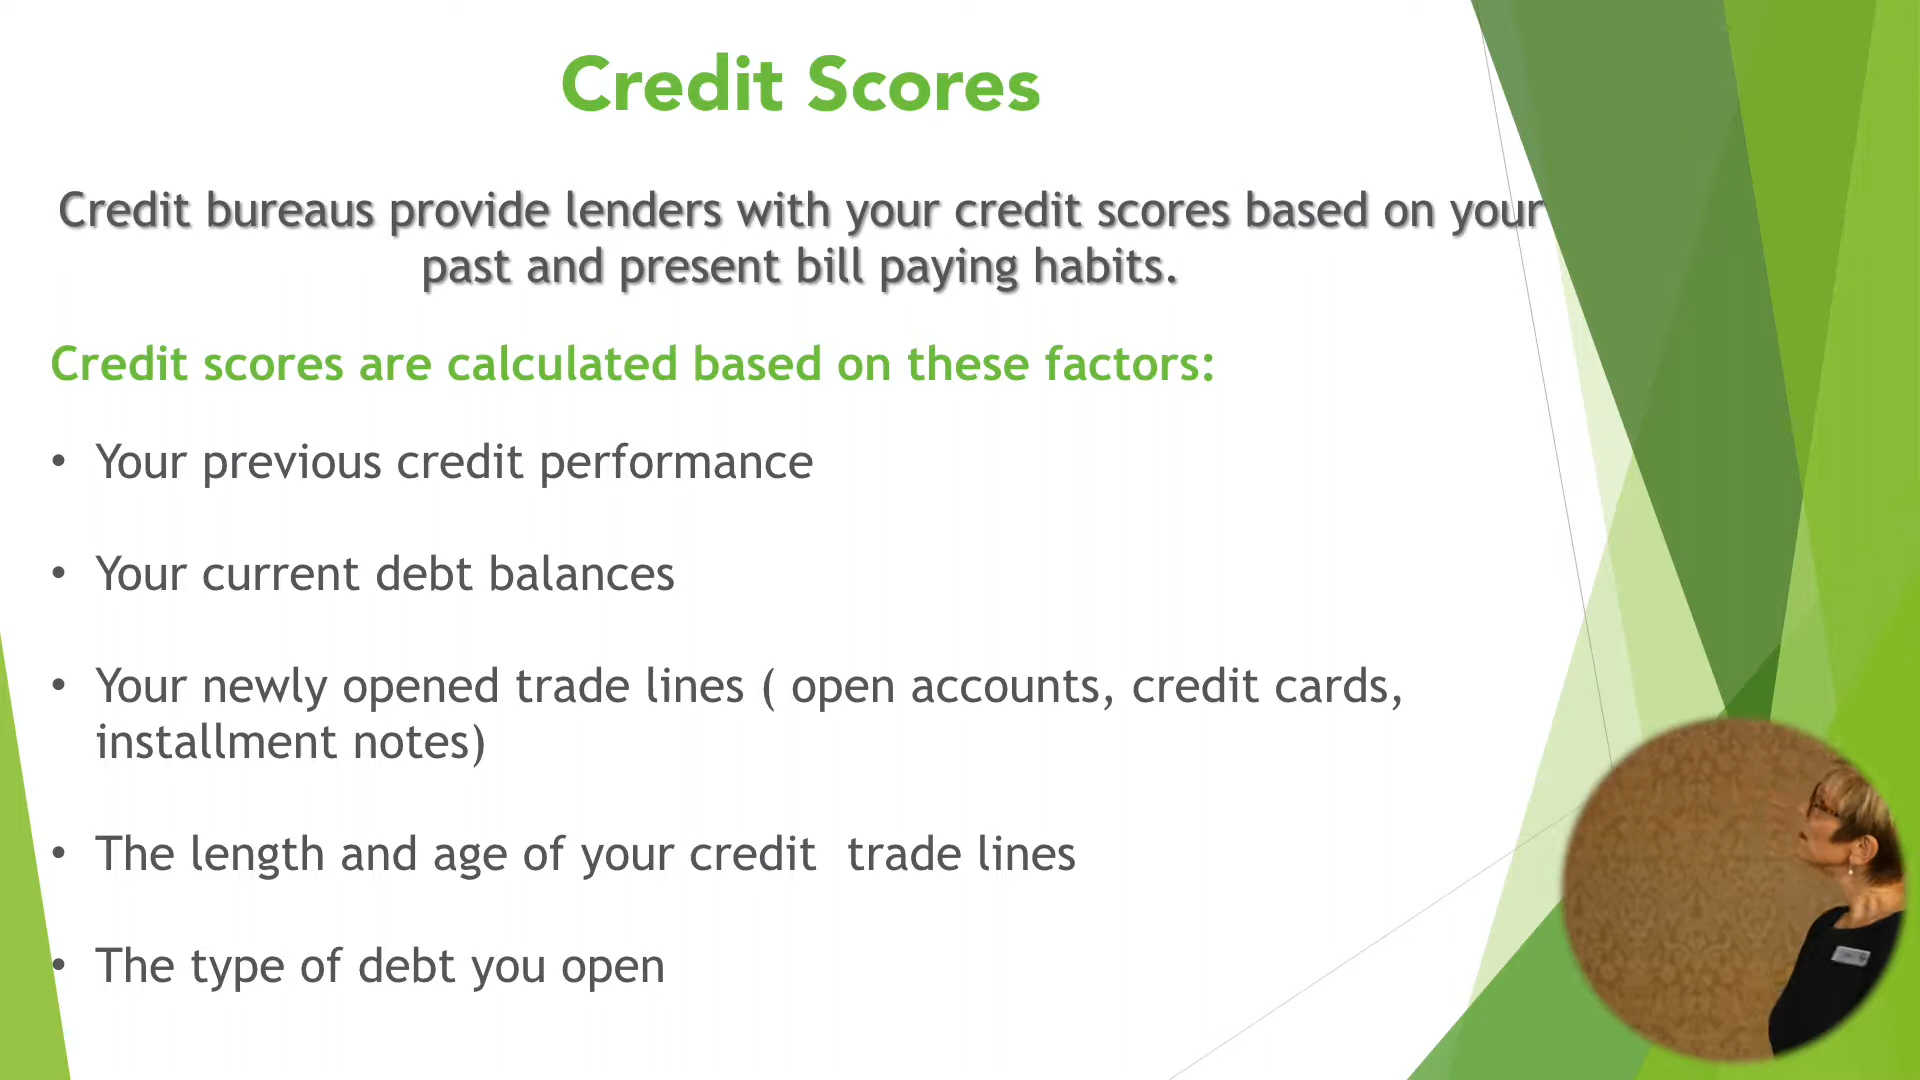 Credit Scores
Credit bureaus provide lenders with your credit scores based on your
past and present bill paying habits.
Credit scores are calculated based on these factors:
• Your previous credit performance
• Your current debt balances
• Your newly opened trade lines ( open accounts, credit cards,
installment notes)
• The length and age of your credit  trade lines
• The type of debt you open